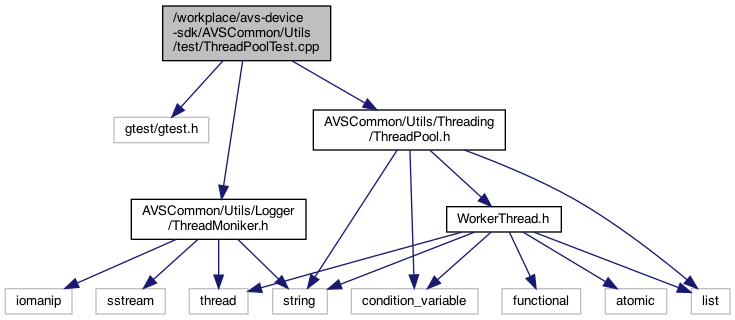 /workplace/avs-device
-sdk/AVSCommon/Utils
/test/ThreadPoolTest.cpp
gtest/gtest.h
AVSCommon/Utils/Threading
/ThreadPool.h
AVSCommon/Utils/Logger
/ThreadMoniker.h
WorkerThread.h
iomanip
sstream
thread
string
condition_variable
functional
atomic
list